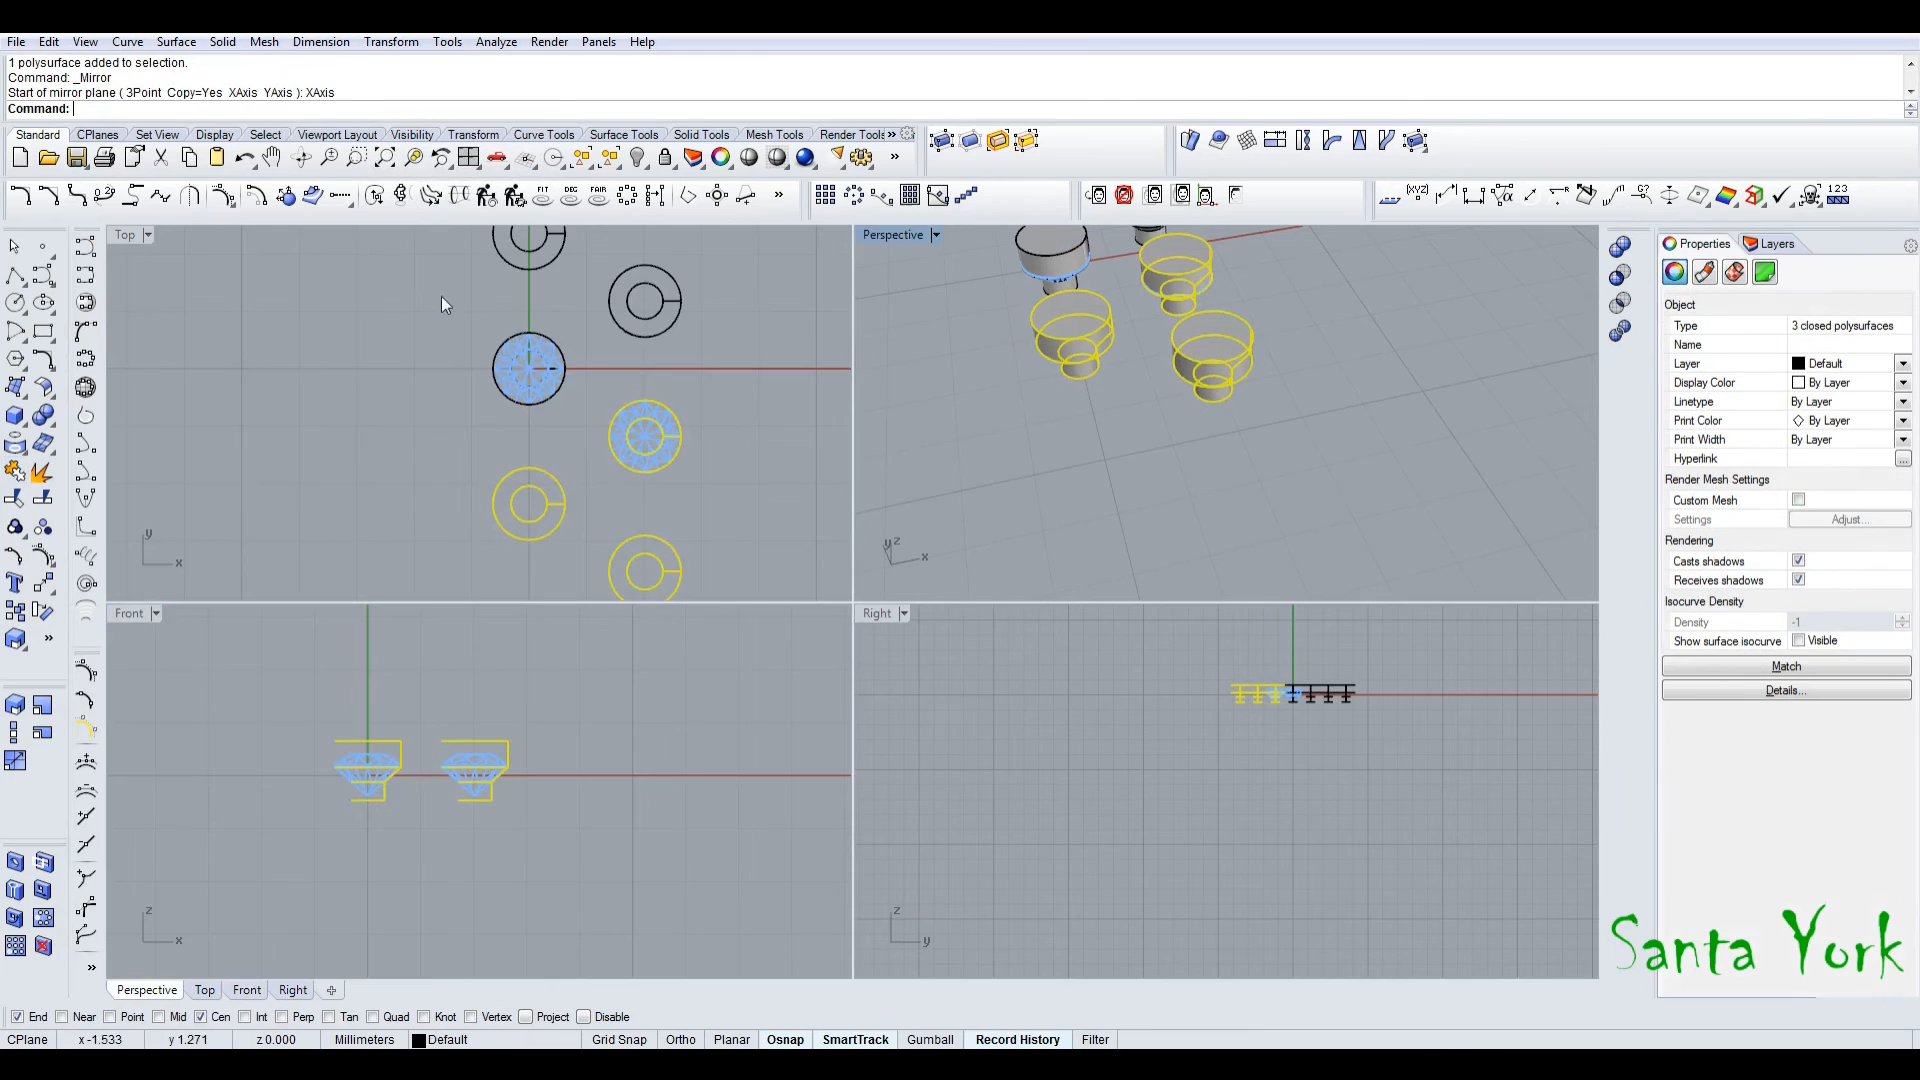 File Edit View Curve Surface Solid Mesh Dimension Transform Tools Analyze Render Panels Help
1 polysurface added to selection.
Command: _Mirror
Start of mirror plane ( 3Point Copy=Yes XAxis YAxis ): XAxis
Command:
Standard CPlanes Set View Display Select Viewport Layout Visibility Transform Curve Tools Surface Tools Solid Tools Mesh Tools Render Tools »
FIT DEG FAIR
XYZ
G?
123
Top
Perspective
Front
Right
y
x
y z
x
z
x
z
y
Properties Layers
Object
Type 3 closed polysurfaces
Name
Layer Default
Display Color By Layer
Linetype By Layer
Print Color By Layer
Print Width By Layer
Hyperlink ...
Render Mesh Settings
Custom Mesh
Settings Adjust...
Rendering
Casts shadows
Receives shadows
Isocurve Density
Density -1
Show surface isocurve Visible
Match
Details...
Santa York
Perspective Top Front Right
End Near Point Mid Cen Int Perp Tan Quad Knot Vertex Project Disable
CPlane x -1.533 y 1.271 z 0.000 Millimeters Default Grid Snap Ortho Planar Osnap SmartTrack Gumball Record History Filter